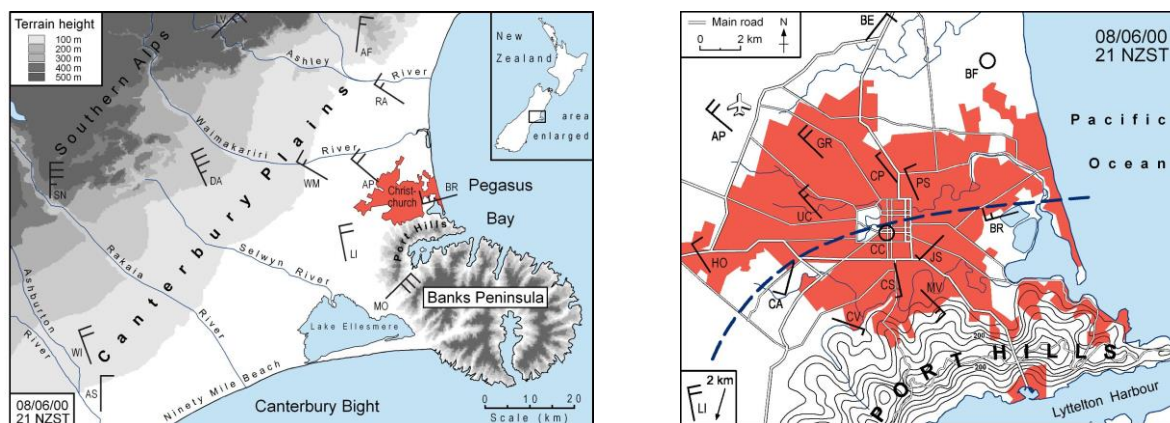 Terrain height
100 m
200 m
300 m
400 m
500 m
Southern Alps
Canterbury Plains
LV
AF
Ashley River
RA
New
Zealand
area
enlarged
Waimakariri River
SN
DA
WM
AP
Christ-
church
BR
Pegasus
Bay
Port Hills
LI
Selwyn River
Rakaia River
MO
Banks Peninsula
Lake Ellesmere
Ashburton River
WI
AS
Ninety Mile Beach
08/06/00
21 NZST
Canterbury Bight
0 10 20
Scale (km)
Main road
N
0 2 km
BE
08/06/00
21 NZST
BF
AP
Pacific
Ocean
GR
CP
PS
UC
BR
CC
HO
JS
CA
CS
MV
CV
2 km
LI
200
200
PORT HILLS
Lyttelton Harbour